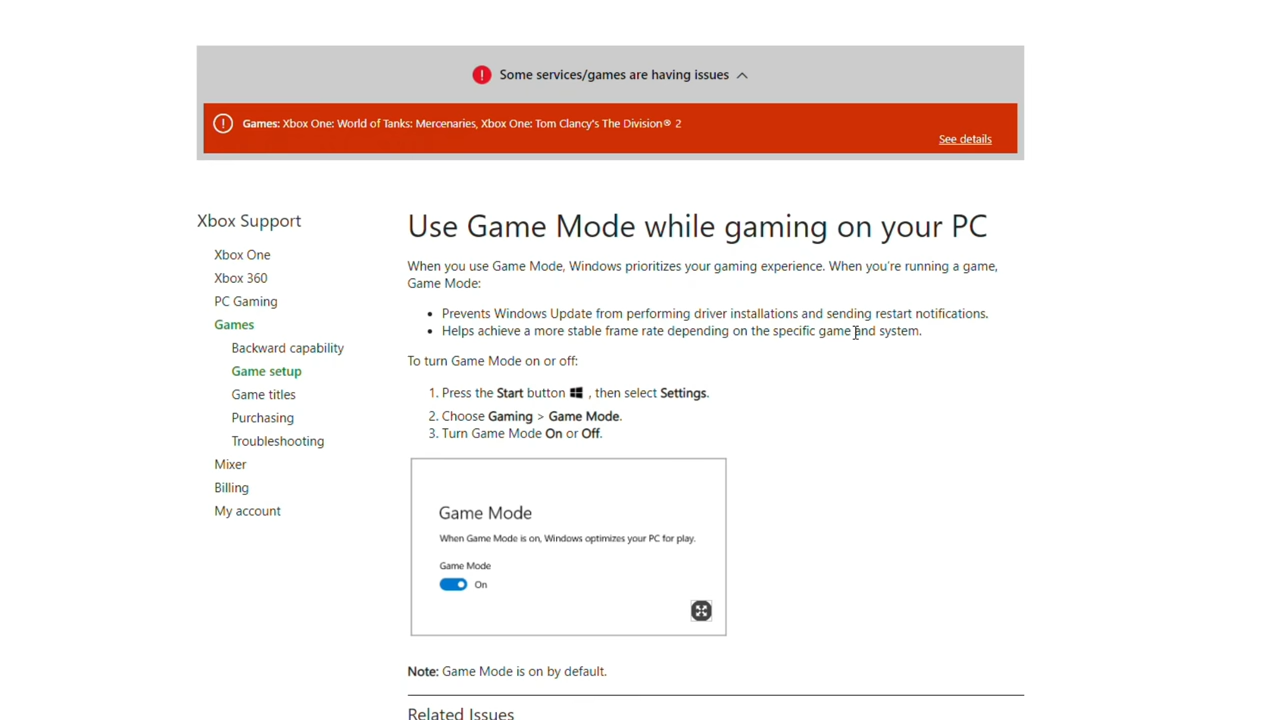 Some services/games are having issues
Games: Xbox One: World of Tanks: Mercenaries, Xbox One: Tom Clancy's The Division® 2
See details
Xbox Support
Xbox One
Xbox 360
PC Gaming
Games
Backward capability
Game setup
Game titles
Purchasing
Troubleshooting
Mixer
Billing
My account
Use Game Mode while gaming on your PC
When you use Game Mode, Windows prioritizes your gaming experience. When you're running a game,
Game Mode:
• Prevents Windows Update from performing driver installations and sending restart notifications.
• Helps achieve a more stable frame rate depending on the specific game and system.
To turn Game Mode on or off:
1. Press the Start button , then select Settings.
2. Choose Gaming > Game Mode.
3. Turn Game Mode On or Off.
Game Mode
When Game Mode is on, Windows optimizes your PC for play.
Game Mode
On
Note: Game Mode is on by default.
Related Issues